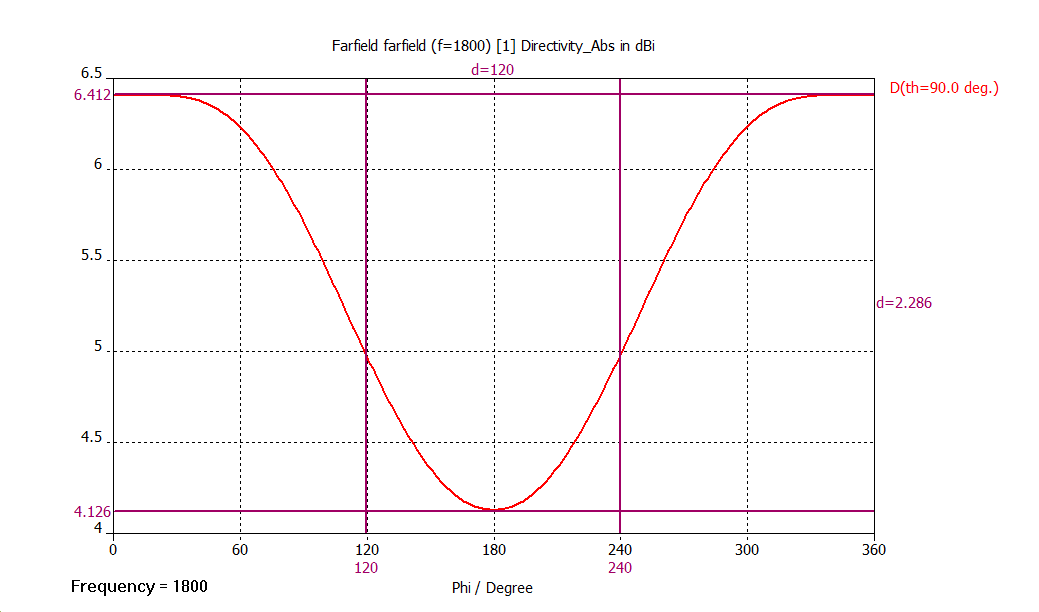 Farfield farfield (f=1800) [1] Directivity_Abs in dBi
d=120
6.5
6.412
D(th=90.0 deg.)
6
5.5
d=2.286
5
4.5
4.126
4
0 60 120 180 240 300 360
120 240
Frequency = 1800
Phi / Degree